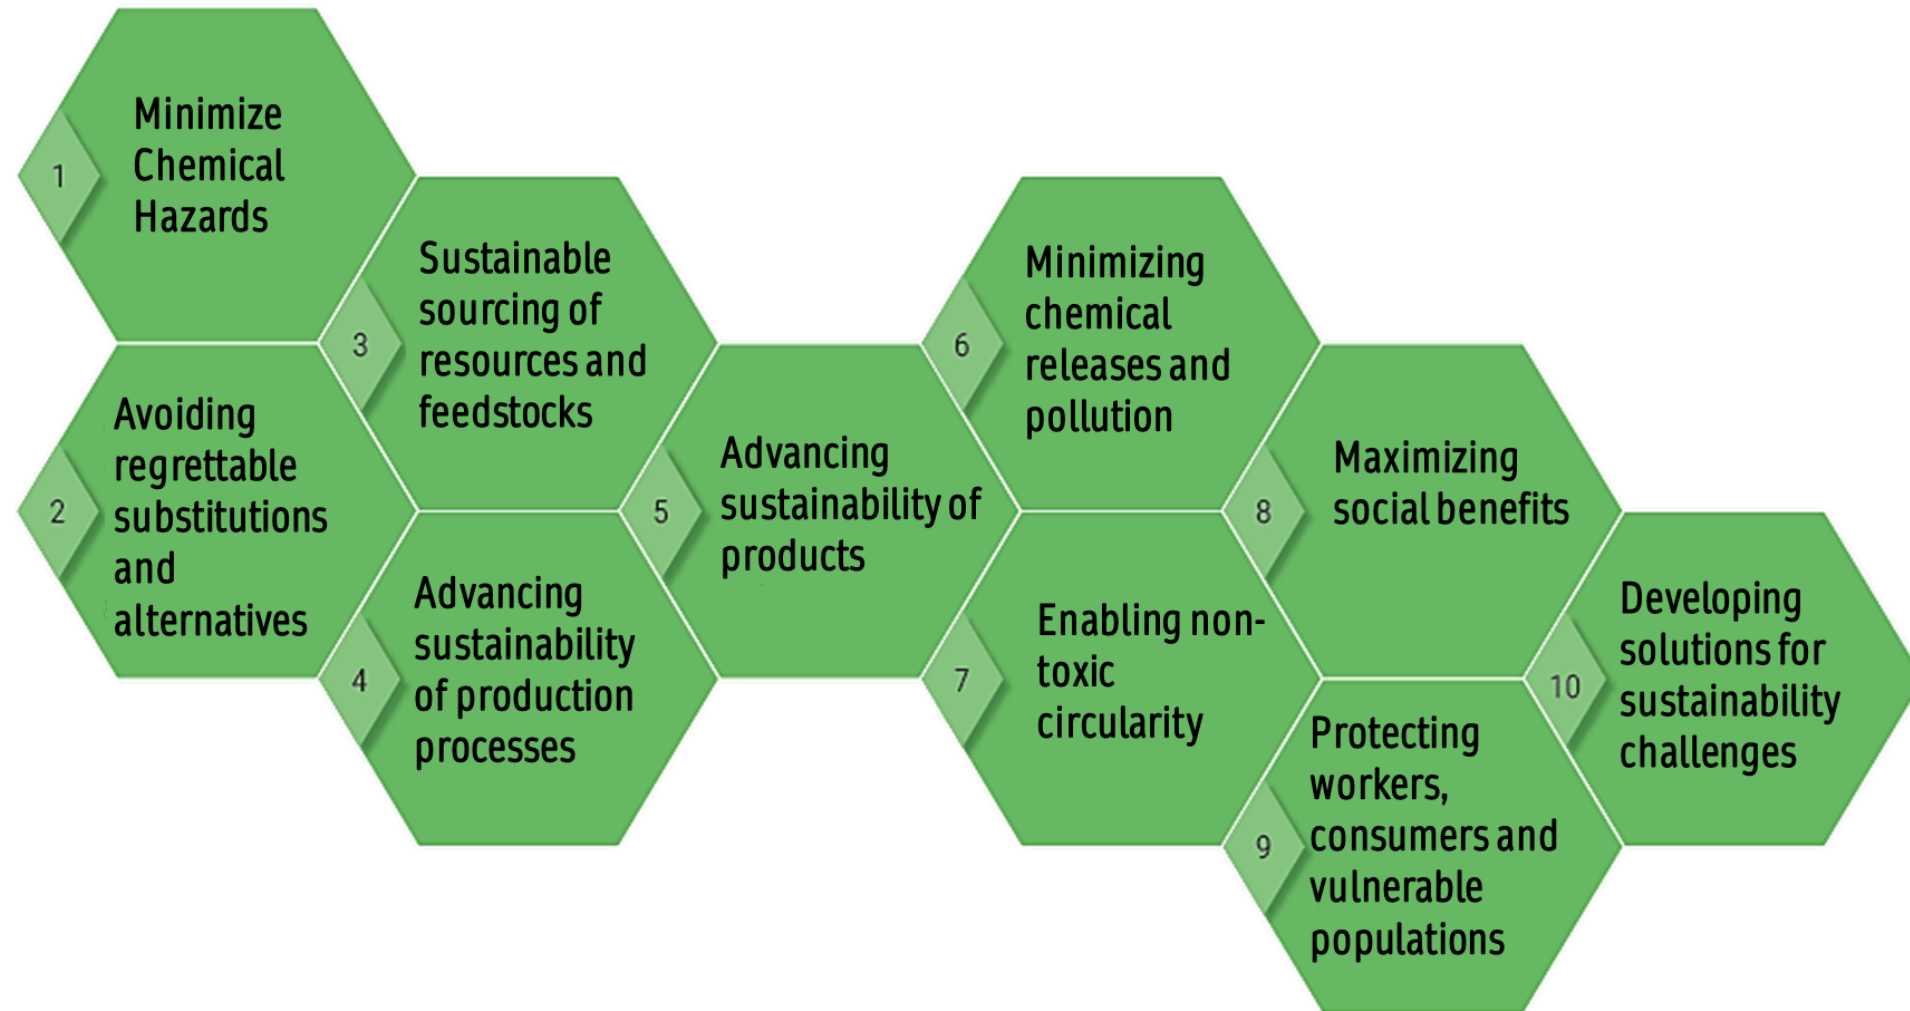 1
Minimize
Chemical
Hazards
2
Avoiding
regrettable
substitutions
and
alternatives
3
Sustainable
sourcing of
resources and
feedstocks
4
Advancing
sustainability
of production
processes
5
Advancing
sustainability of
products
6
Minimizing
chemical
releases and
pollution
7
Enabling non-
toxic
circularity
8
Maximizing
social benefits
9
Protecting
workers,
consumers and
vulnerable
populations
10
Developing
solutions for
sustainability
challenges